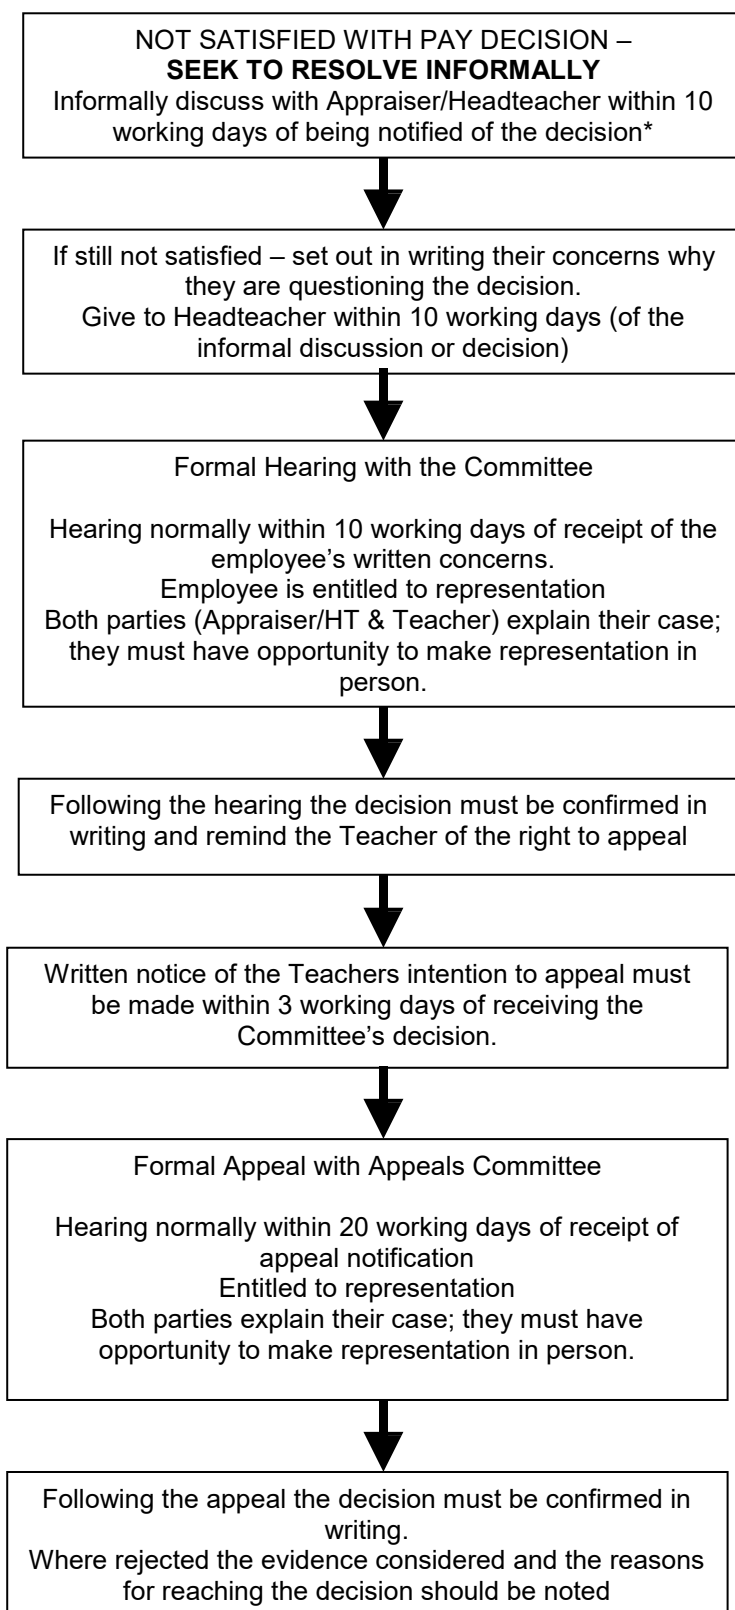 NOT SATISFIED WITH PAY DECISION –
SEEK TO RESOLVE INFORMALLY
Informally discuss with Appraiser/Headteacher within 10
working days of being notified of the decision*
If still not satisfied – set out in writing their concerns why
they are questioning the decision.
Give to Headteacher within 10 working days (of the
informal discussion or decision)
Formal Hearing with the Committee
Hearing normally within 10 working days of receipt of the
employee’s written concerns.
Employee is entitled to representation
Both parties (Appraiser/HT & Teacher) explain their case;
they must have opportunity to make representation in
person.
Following the hearing the decision must be confirmed in
writing and remind the Teacher of the right to appeal
Written notice of the Teachers intention to appeal must
be made within 3 working days of receiving the
Committee’s decision.
Formal Appeal with Appeals Committee
Hearing normally within 20 working days of receipt of
appeal notification
Entitled to representation
Both parties explain their case; they must have
opportunity to make representation in person.
Following the appeal the decision must be confirmed in
writing.
Where rejected the evidence considered and the reasons
for reaching the decision should be noted